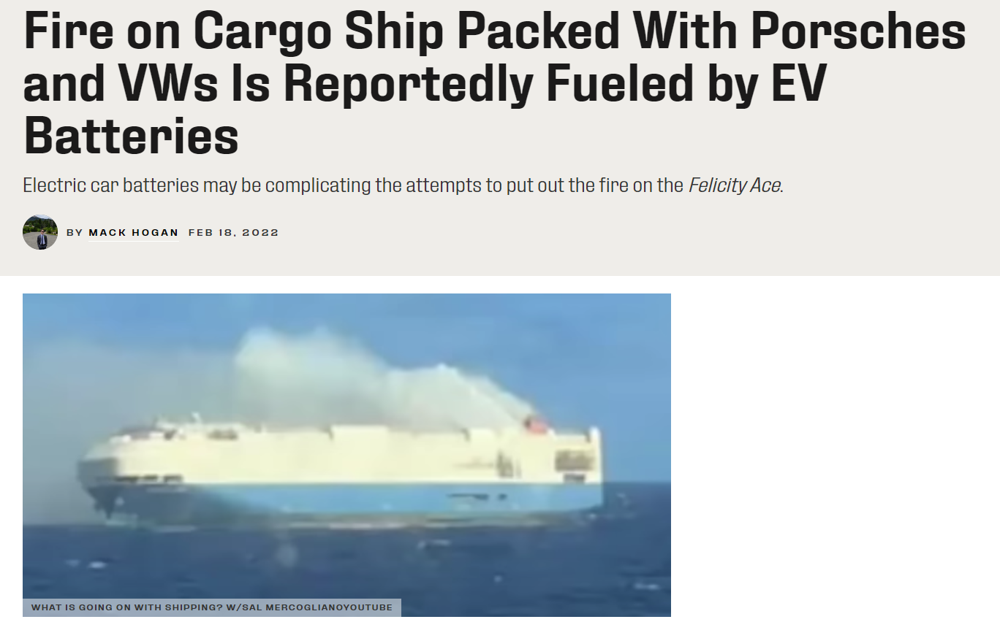 Fire on Cargo Ship Packed With Porsches
and VWs Is Reportedly Fueled by EV
Batteries
Electric car batteries may be complicating the attempts to put out the fire on the Felicity Ace.
BY MACK HOGAN FEB 18, 2022
WHAT IS GOING ON WITH SHIPPING? W/SAL MERCOGLIANOYOUTUBE